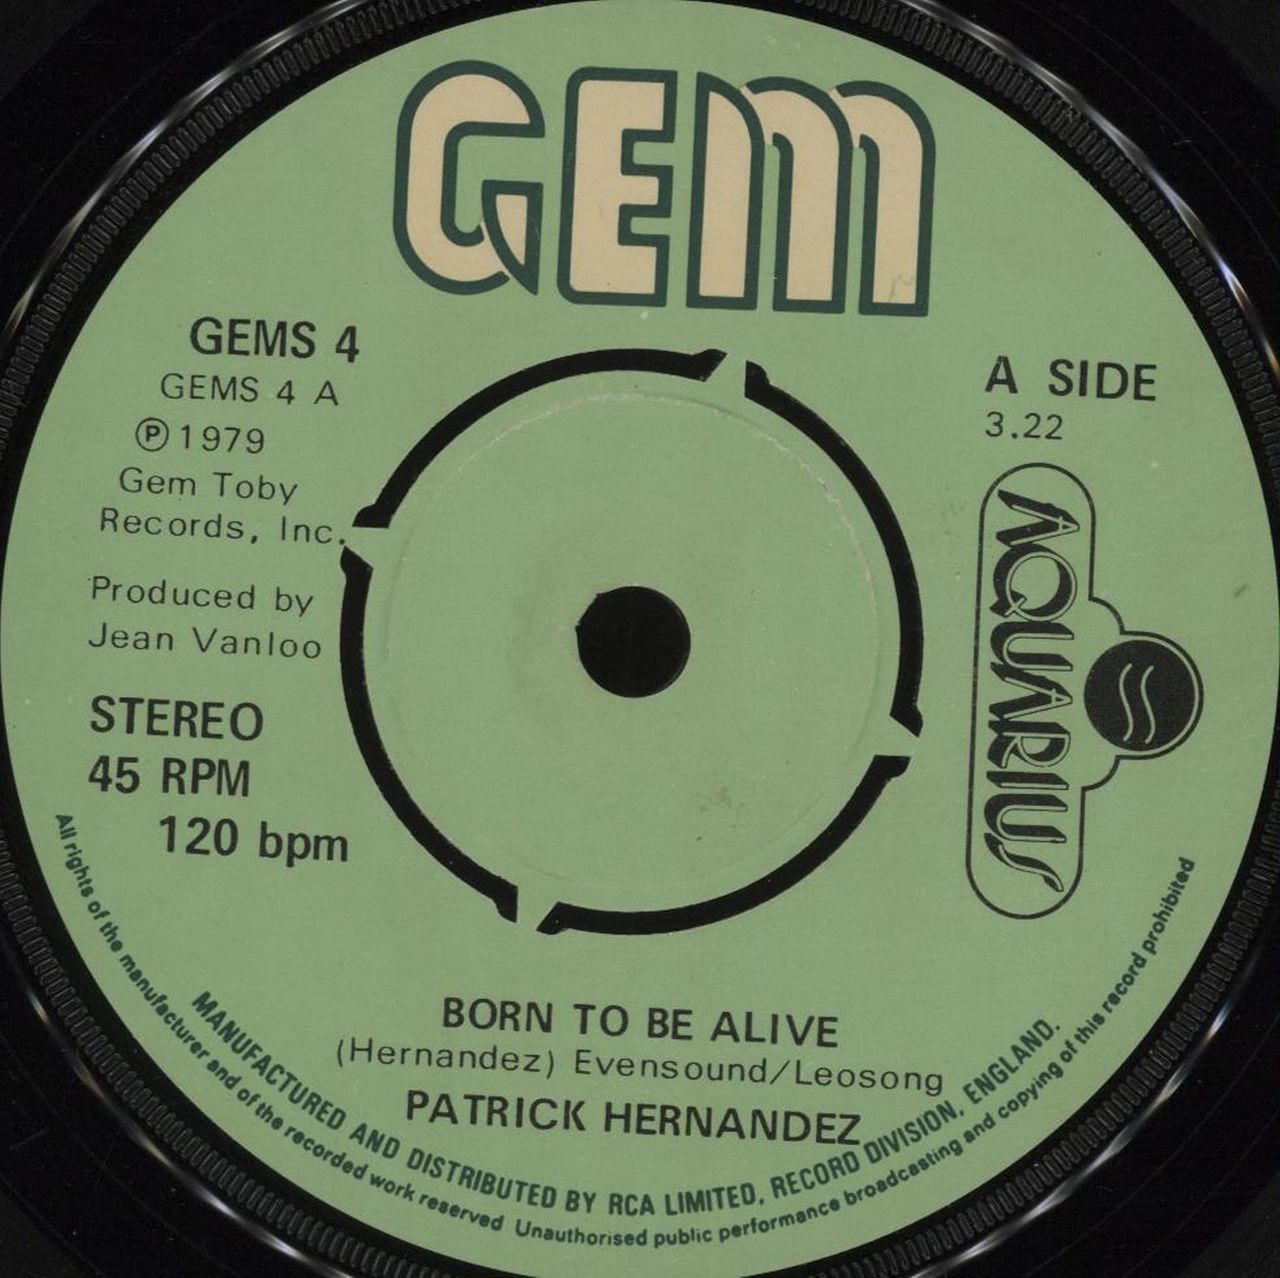 GEM
GEMS 4
GEMS 4 A
Ⓟ1979
Gem Toby
Records, Inc.
Produced by
Jean Vanloo
STEREO
45 RPM
120 bpm
A SIDE
3.22
AQUARIUS
BORN TO BE ALIVE
(Hernandez) Evensound/Leosong
PATRICK HERNANDEZ
MANUFACTURED AND DISTRIBUTED BY RCA LIMITED, RECORD DIVISION, ENGLAND.
All rights of the manufacturer and of the recorded work reserved Unauthorised public performance broadcasting and copying of this record prohibited